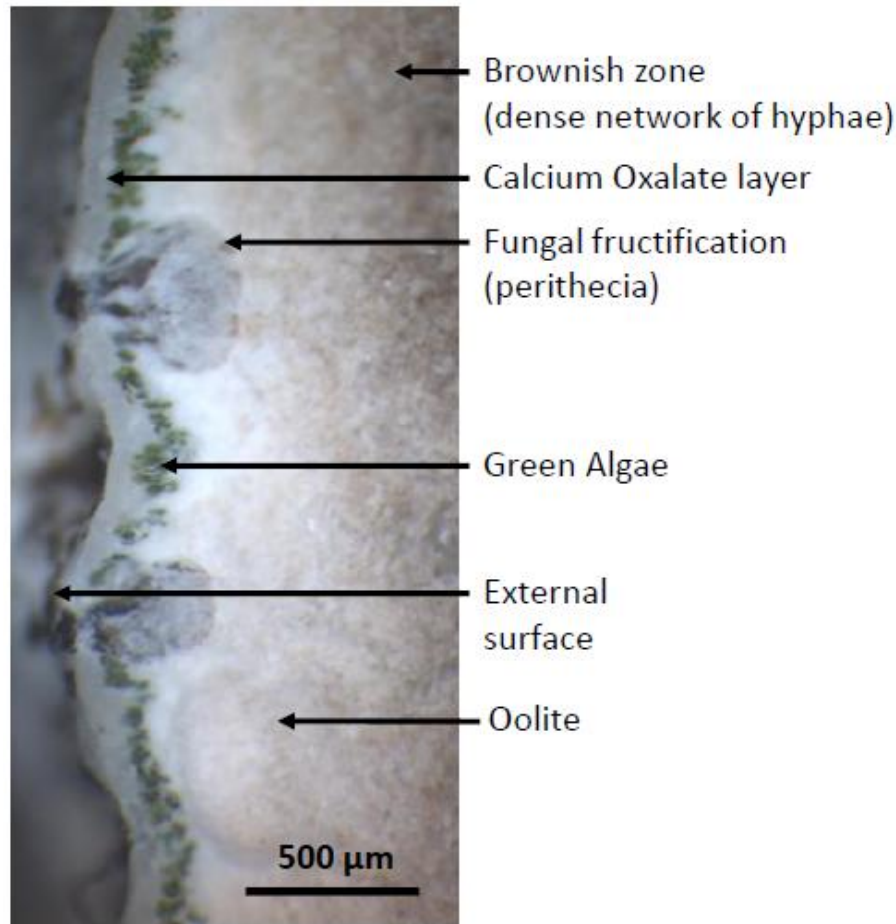 Brownish zone
(dense network of hyphae)
Calcium Oxalate layer
Fungal fructification
(perithecia)
Green Algae
External
surface
Oolite
500 µm